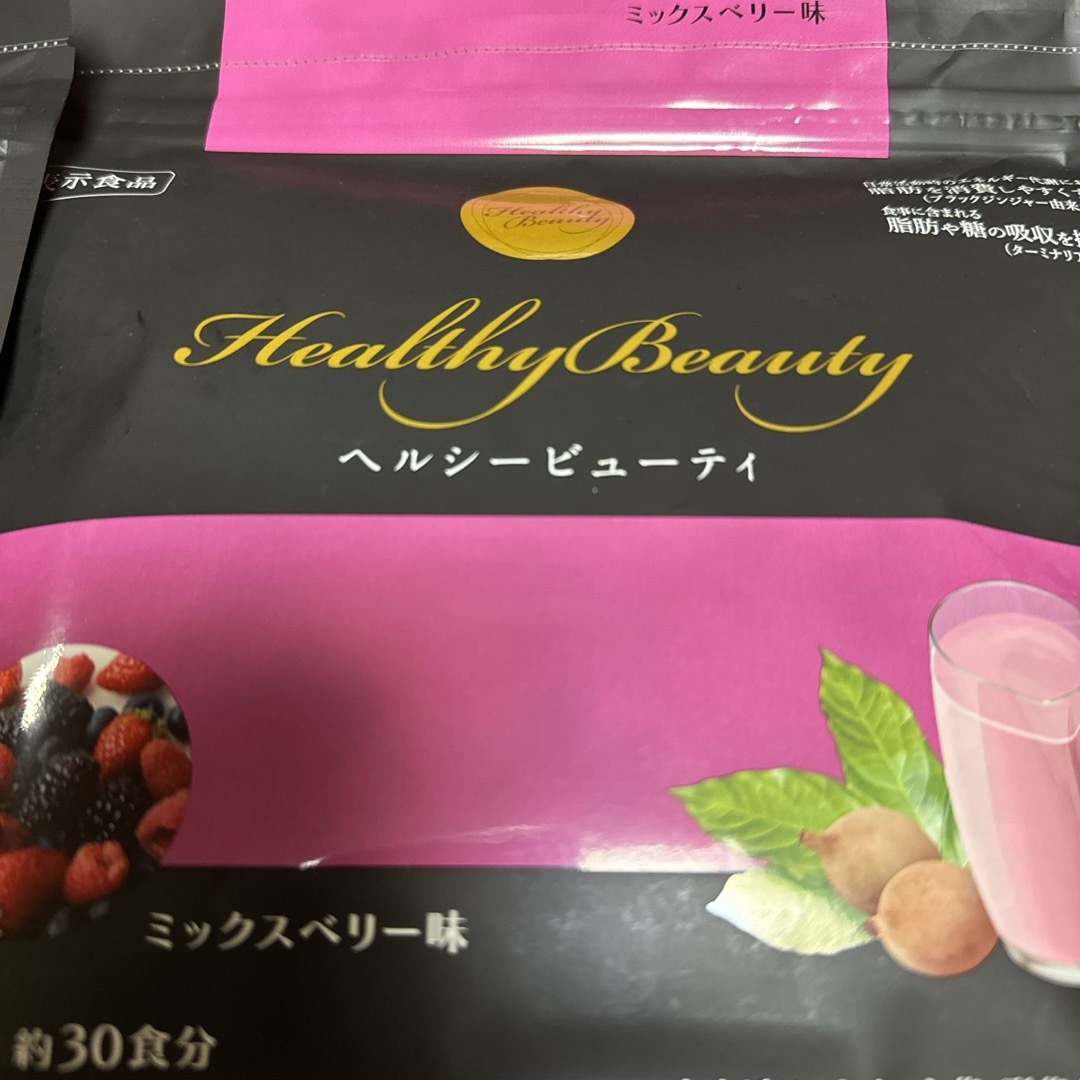 ミックスベリー味
示食品
脂肪を消費しやすく
(ブラックジンジャー由来
食事に含まれる
脂肪や糖の吸収を
(ターミナリア
Healthy
Beauty
Healthy Beauty
ヘルシービューティ
ミックスベリー味
約30食分